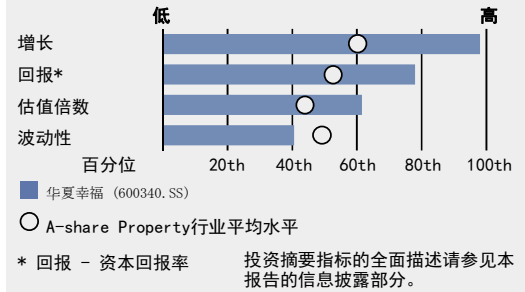 低 高
增长
回报*
估值倍数
波动性
百分位 20th 40th 60th 80th 100th
华夏幸福 (600340.SS)
A-share Property行业平均水平
* 回报 - 资本回报率
投资摘要指标的全面描述请参见本
报告的信息披露部分。